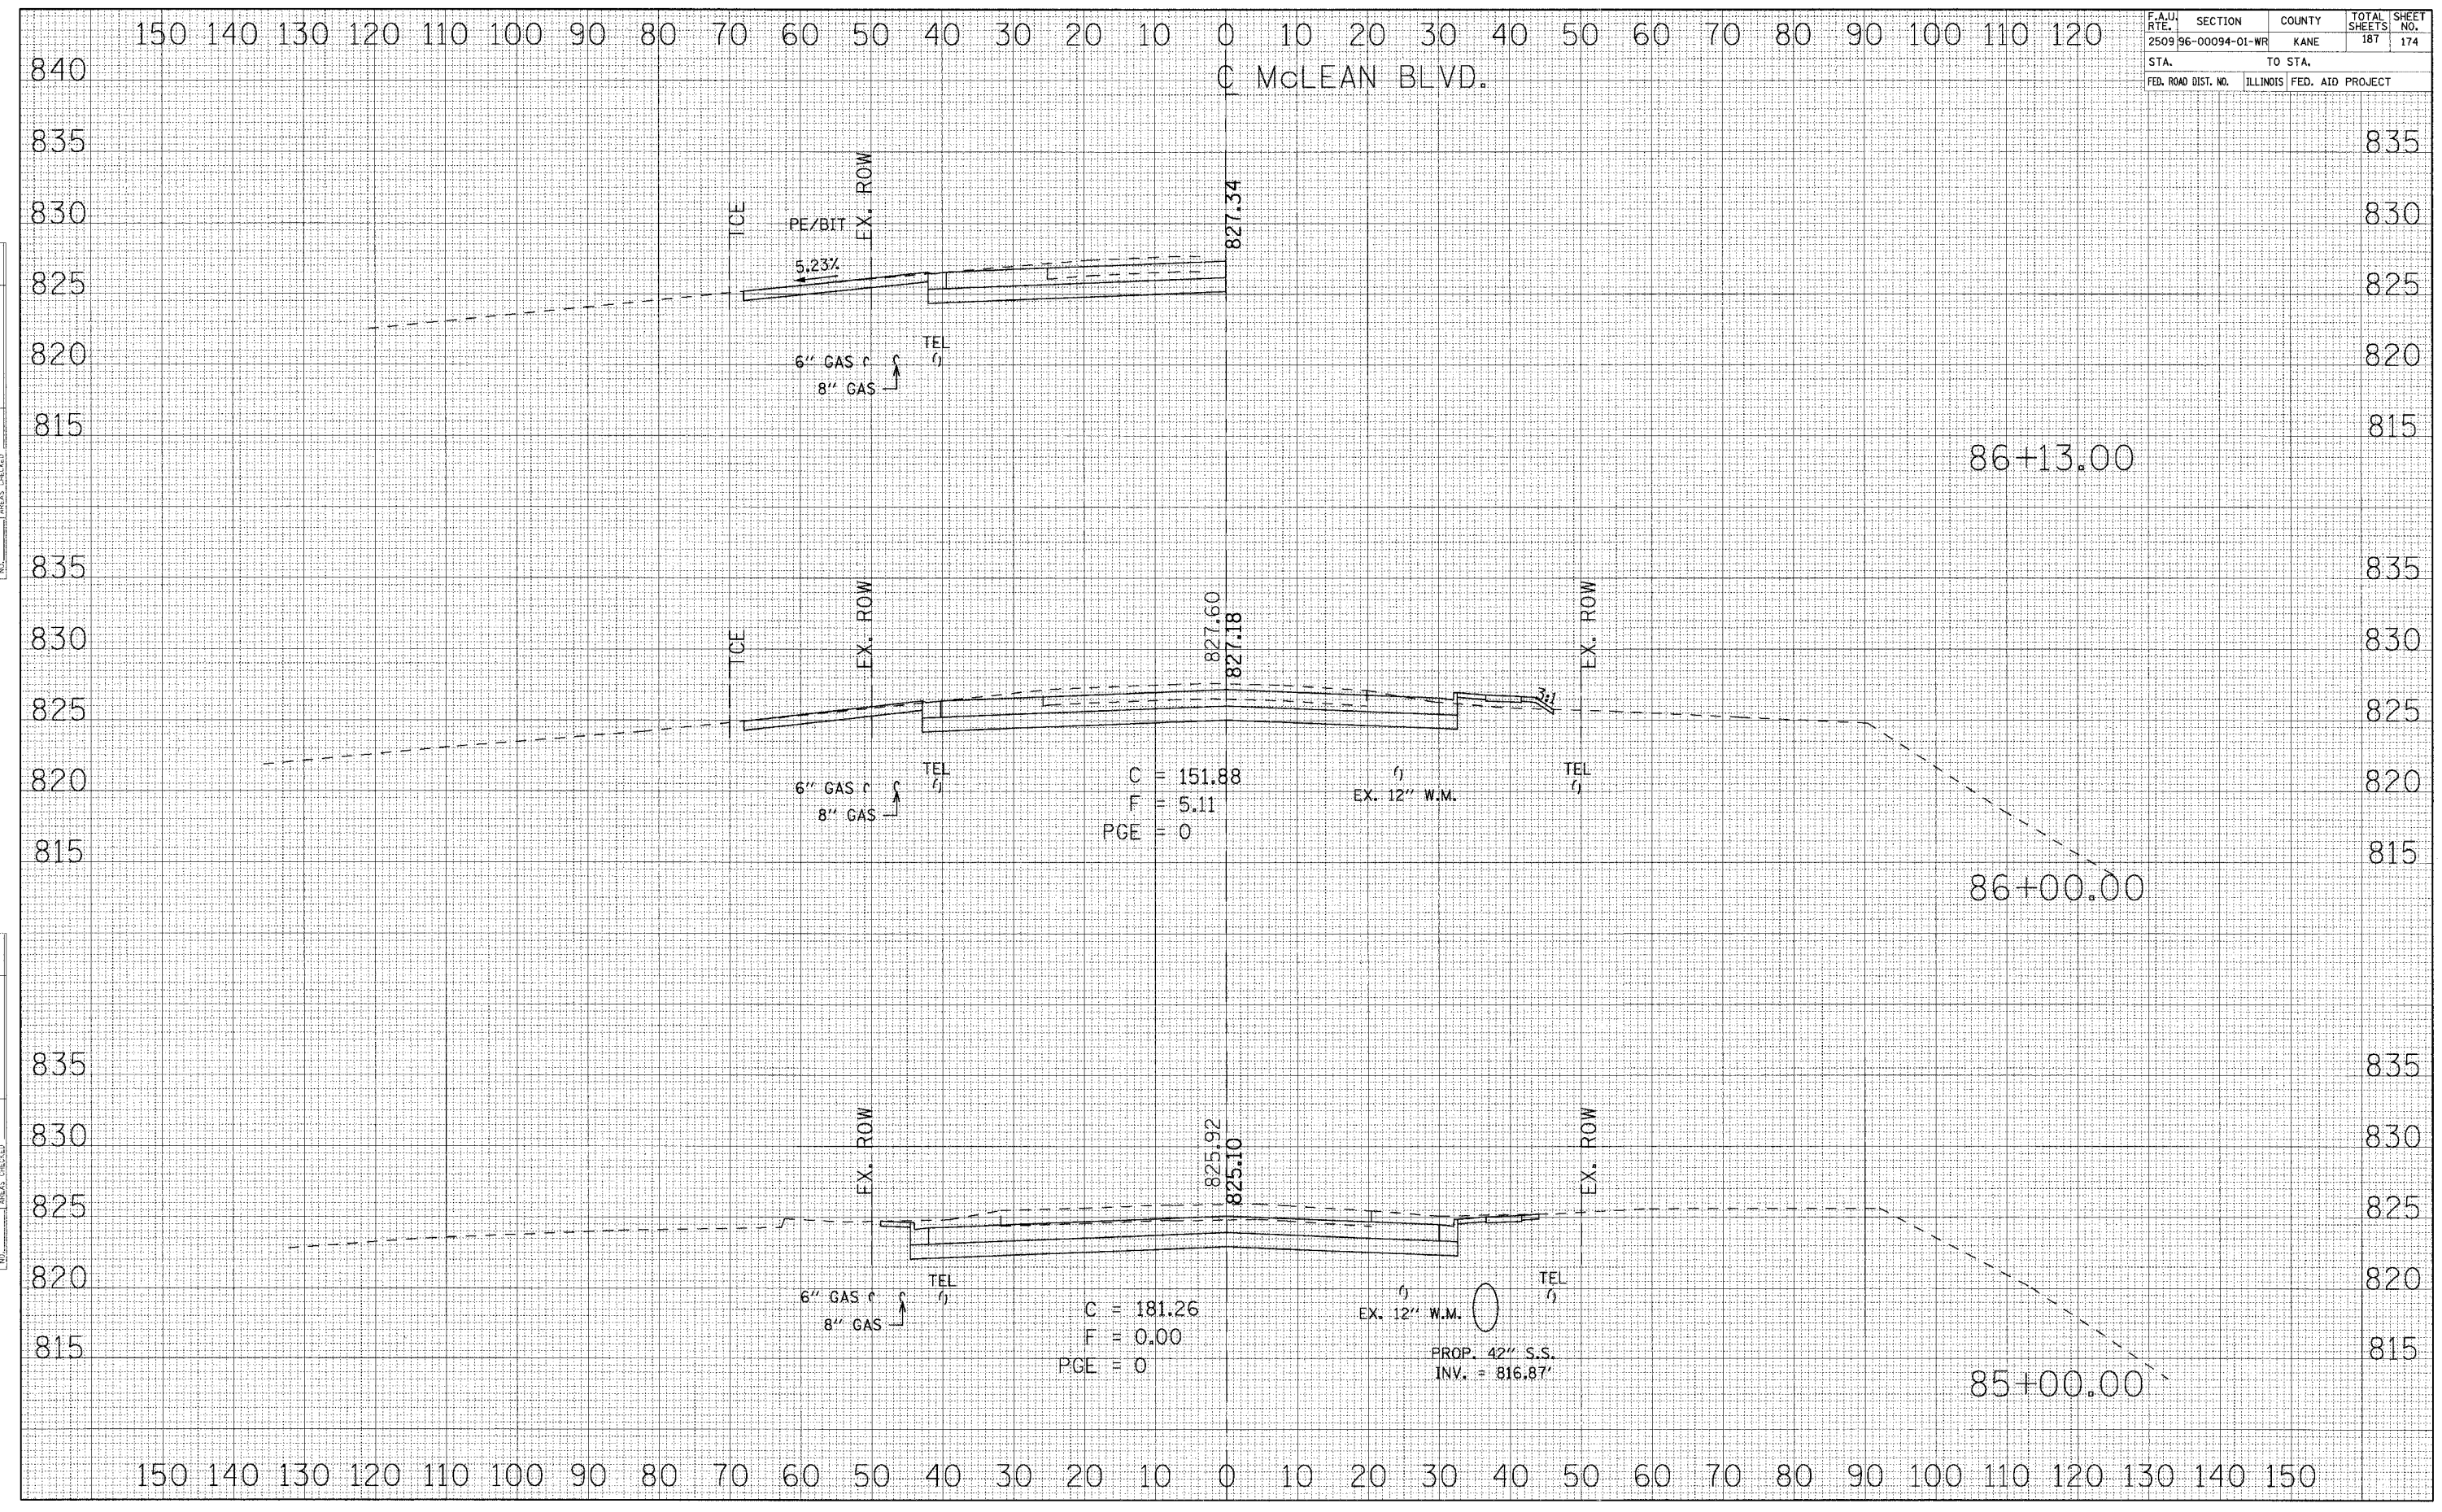 150 140 130 120 110 100 90 80 70 60 50 40 30 20 10 0 10 20 30 40 50 60 70 80 90 100 110 120
F.A.U. RTE. SECTION COUNTY TOTAL SHEETS SHEET NO.
2509 96-00094-01-WR KANE 187 174
STA. TO STA.
FED. ROAD DIST. NO. ILLINOIS FED. AID PROJECT
C McLEAN BLVD.
840
835 835
830 830
825 825
820 820
815 815
TCE
PE/BIT
EX. ROW
827.34
5.23%
TEL
6" GAS
8" GAS
86+13.00
835 835
830 830
825 825
820 820
815 815
TCE
EX. ROW
827.60
827.18
EX. ROW
3:1
TEL
6" GAS
8" GAS
C = 151.88
F = 5.11
PGE = 0
EX. 12" W.M.
TEL
86+00.00
835 835
830 830
825 825
820 820
815 815
EX. ROW
825.92
825.10
EX. ROW
TEL
6" GAS
8" GAS
C = 181.26
F = 0.00
PGE = 0
EX. 12" W.M.
TEL
PROP. 42" S.S.
INV. = 816.87'
85+00.00
150 140 130 120 110 100 90 80 70 60 50 40 30 20 10 0 10 20 30 40 50 60 70 80 90 100 110 120 130 140 150
AREAS CHECKED
NO.
AREAS CHECKED
NO.